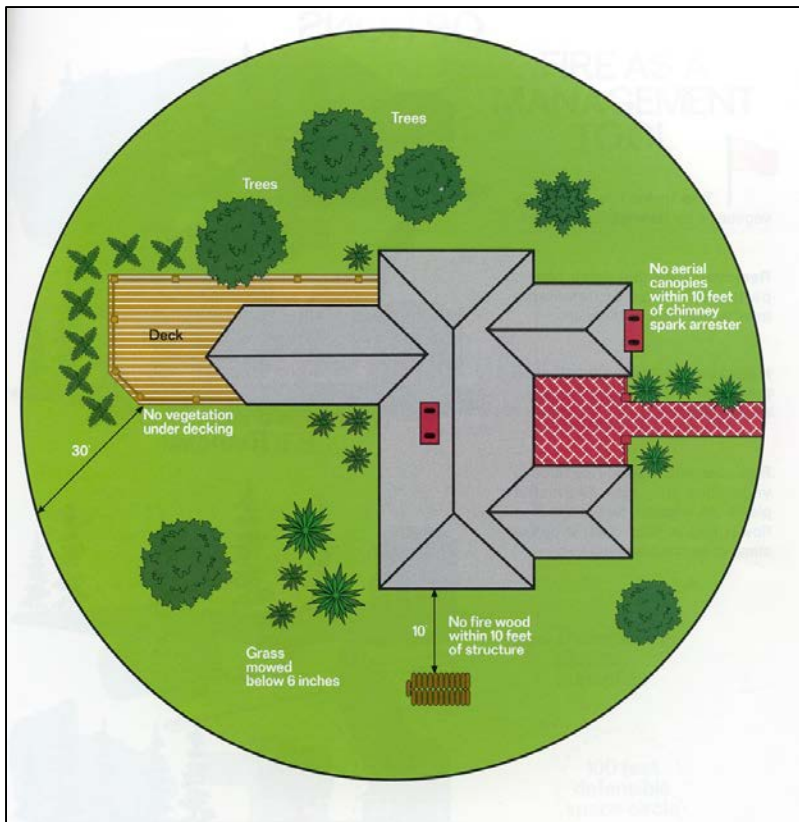 Trees
Trees
No aerial
canopies
within 10 feet
of chimney
spark arrester
Deck
No vegetation
under decking
30'
10'
No fire wood
within 10 feet
of structure
Grass
mowed
below 6 inches